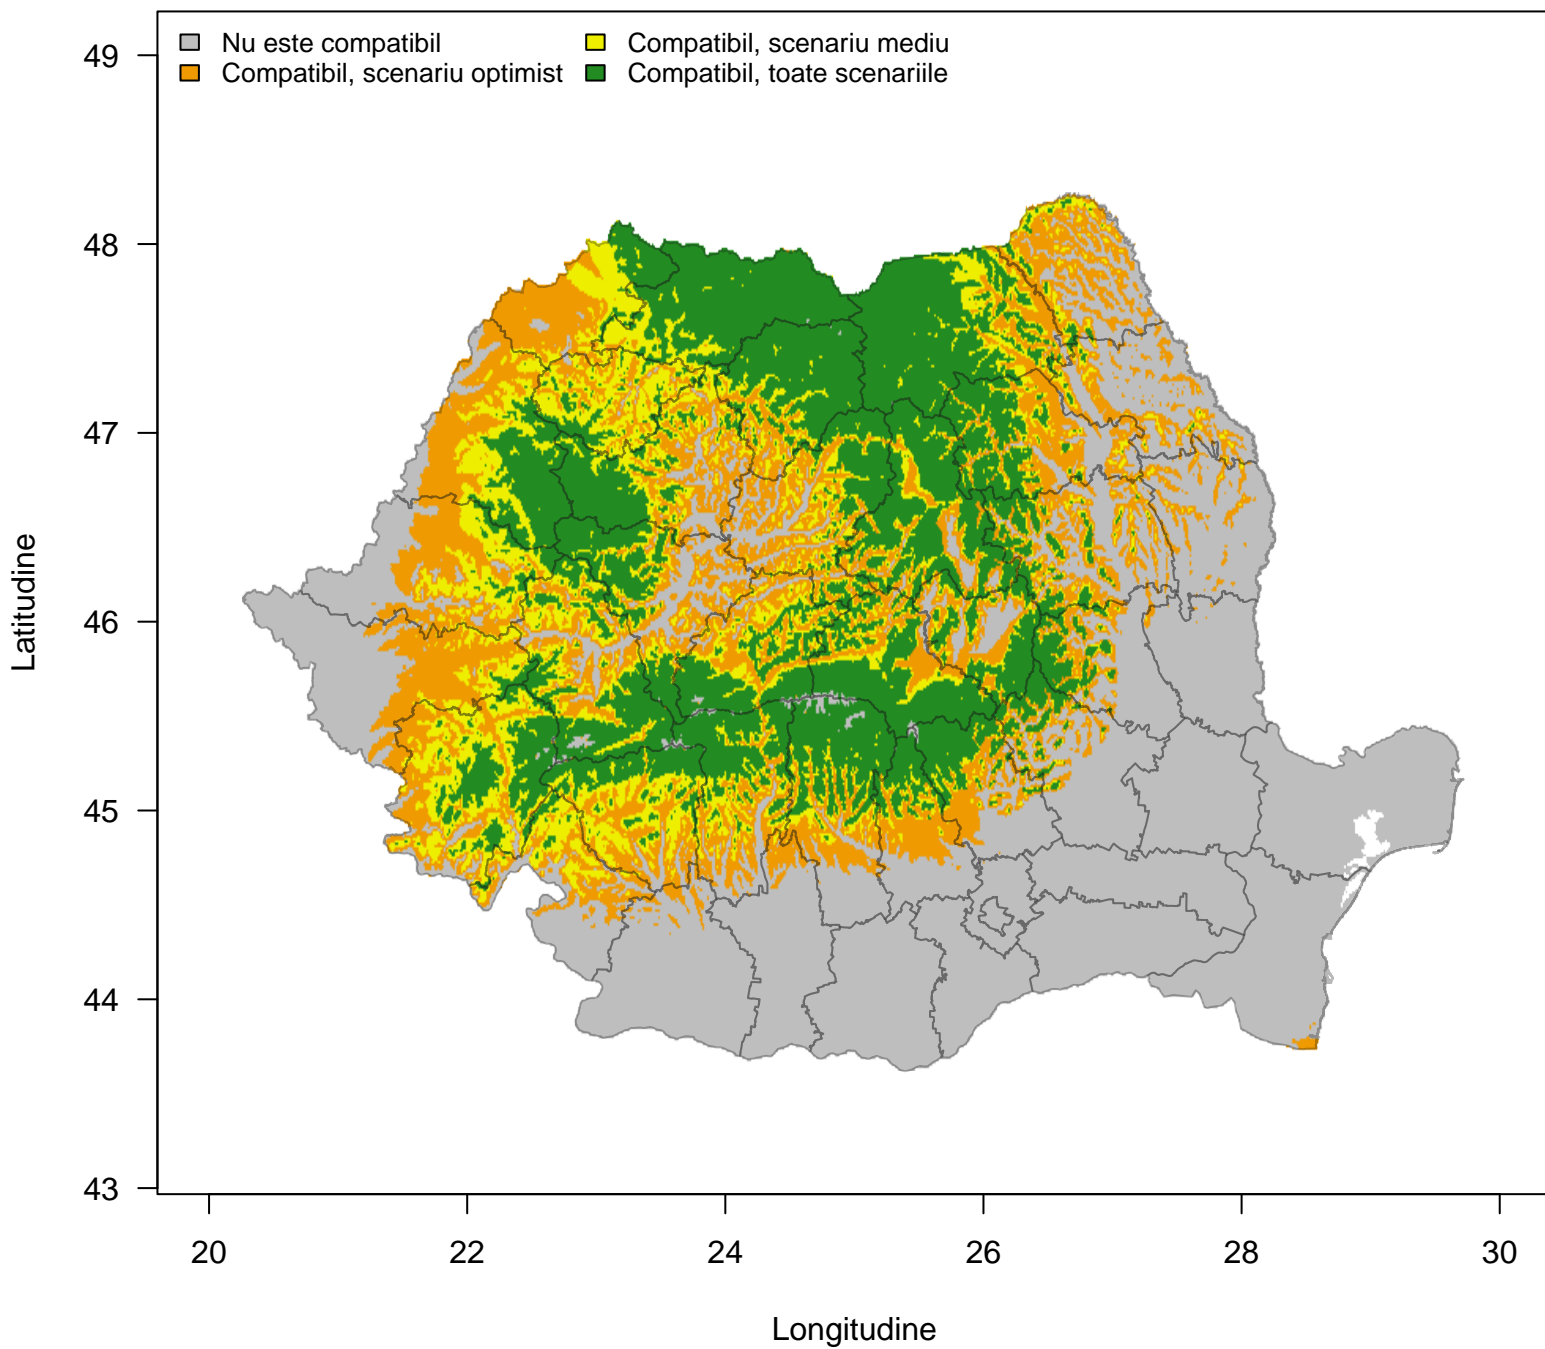 Nu este compatibil
Compatibil, scenariu optimist
Compatibil, scenariu mediu
Compatibil, toate scenariile
49
48
47
46
45
44
43
Latitudine
20 22 24 26 28 30
Longitudine